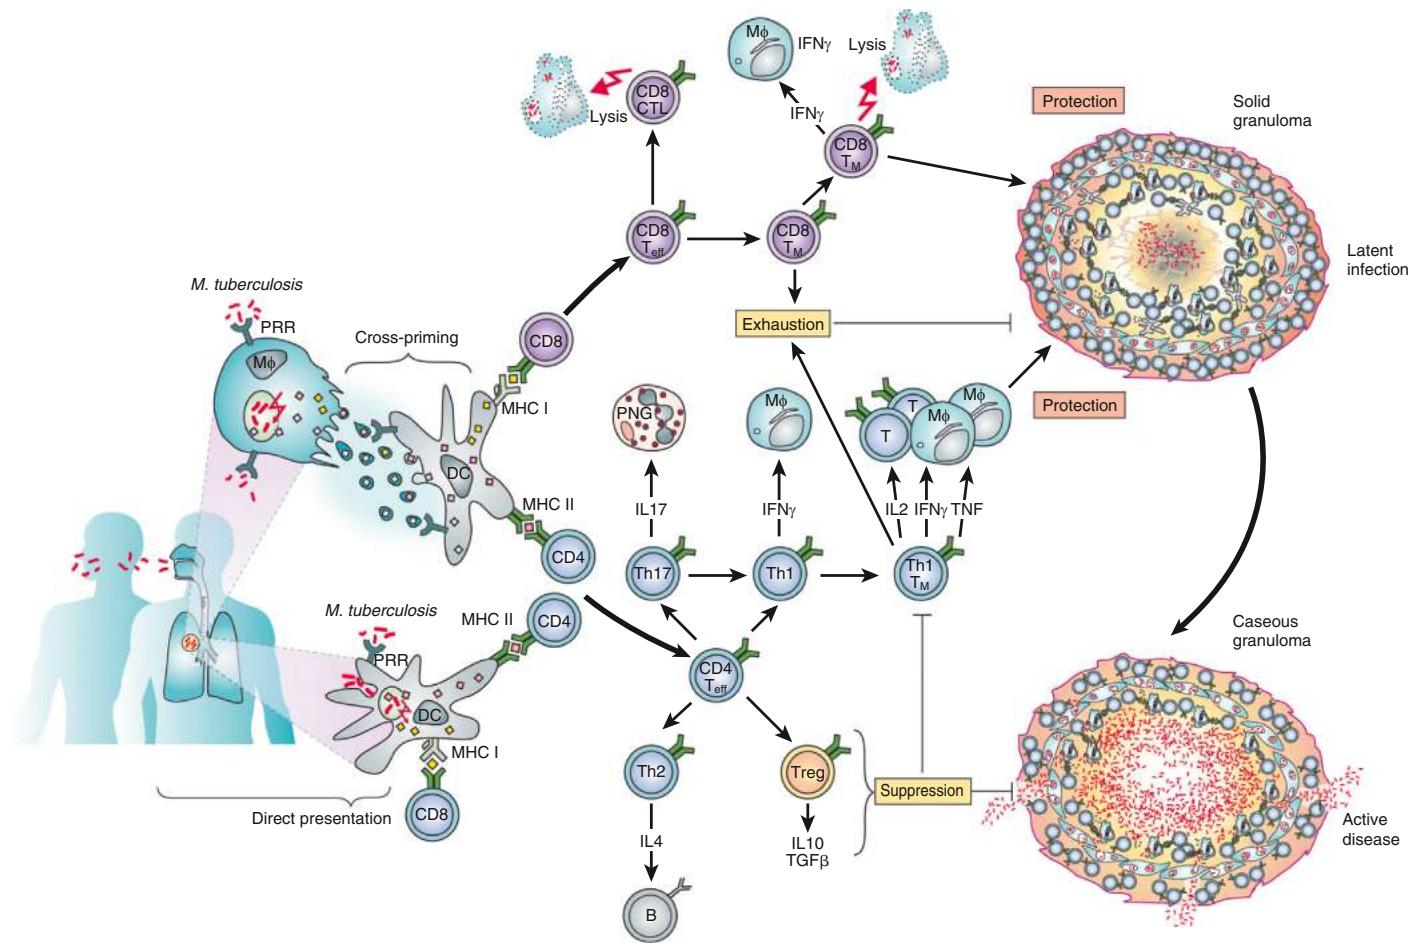 Mϕ
IFNγ
Lysis
IFNγ
CD8
CTL
Lysis
CD8
TM
Protection
Solid
granuloma
CD8
Teff
CD8
TM
Latent
infection
M. tuberculosis
PRR
Mϕ
Cross-priming
CD8
MHC I
Exhaustion
PNG
Mϕ
T
T
Mϕ
Mϕ
Protection
DC
MHC II
CD4
IL17
IFNγ
IL2
IFNγ
TNF
Th17
Th1
Th1
TM
M. tuberculosis
PRR
MHC II
CD4
DC
MHC I
CD8
Direct presentation
CD4
Teff
Caseous
granuloma
Th2
Treg
Suppression
IL4
IL10
TGFβ
B
Active
disease